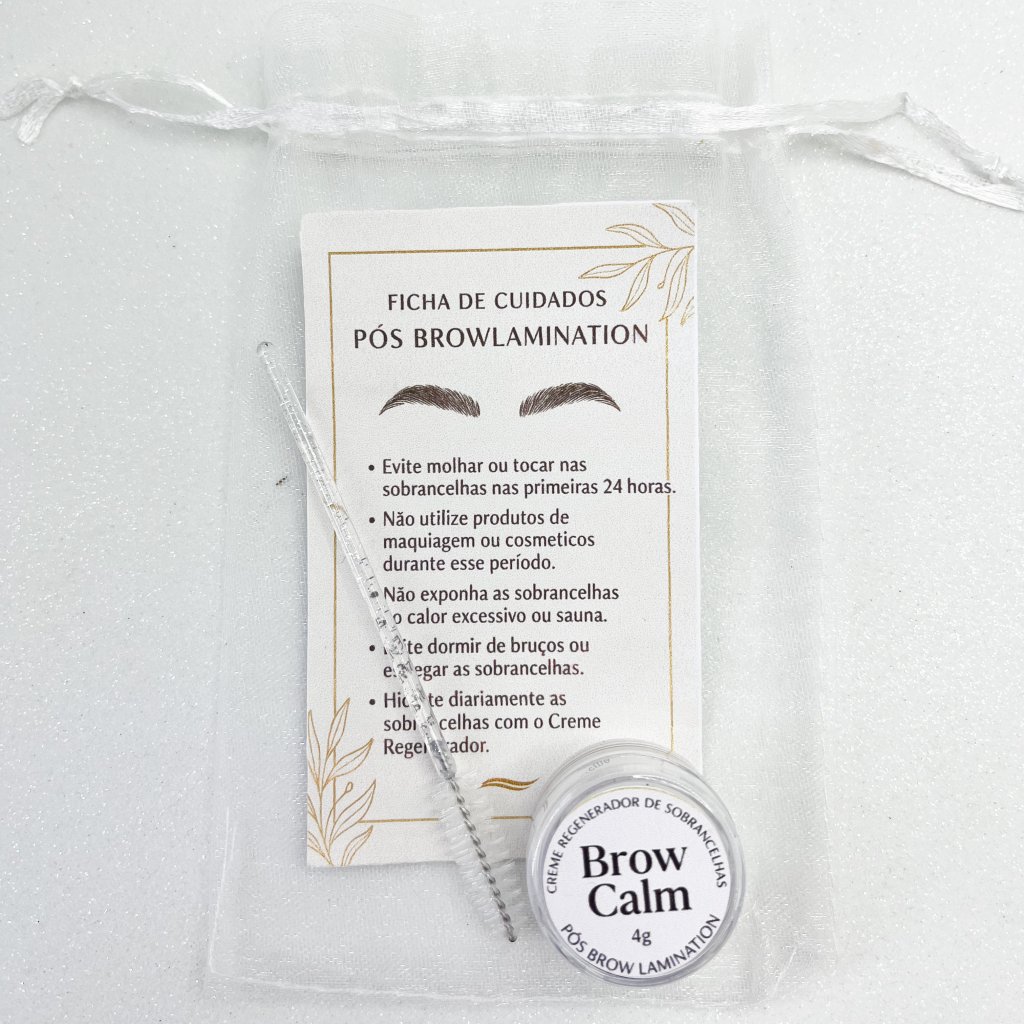 FICHA DE CUIDADOS
PÓS BROWLAMINATION
• Evite molhar ou tocar nas
sobrancelhas nas primeiras 24 horas.
• Não utilize produtos de
maquiagem ou cosmeticos
durante esse período.
Não exponha as sobrancelhas
o calor excessivo ou sauna.
• dormir de bruços ou
as sobrancelhas.
• diariamente as
com o Creme
CREME REGENERADOR DE SOBRANCELHAS
Brow
Calm
4g
PÓS BROW LAMINATION